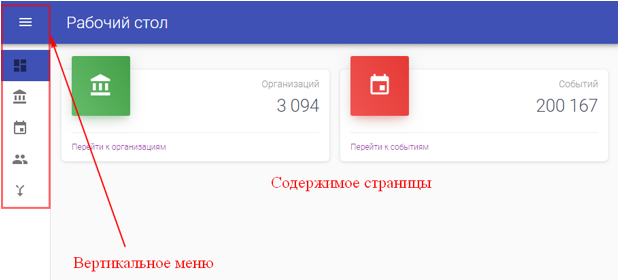 Рабочий стол
Организаций
3 094
Перейти к организациям
Событий
200 167
Перейти к событиям
Содержимое страницы
Вертикальное меню